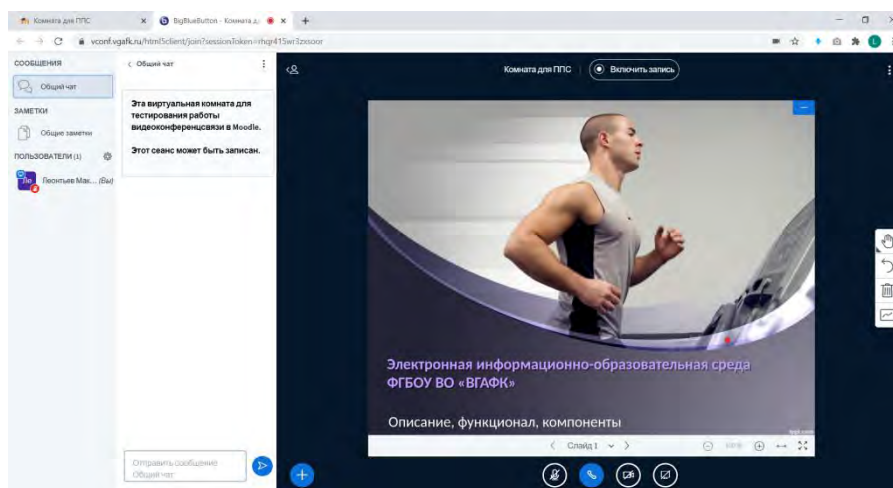 Комната для ППС
BigBlueButton - Комната д
vconf.vgafk.ru/html5client/join?sessionToken=rhqr415wr3zxsoor
СООБЩЕНИЯ
Общий чат
ЗАМЕТКИ
Общие заметки
ПОЛЬЗОВАТЕЛИ (1)
Ле
Леонтьев Мак... (Вы)
Общий чат
Эта виртуальная комната для
тестирования работы
видеоконференцсвязи в Moodle.
Этот сеанс может быть записан.
Отправить сообщение
Общий чат
Комната для ППС
Включить запись
Электронная информационно-образовательная среда
ФГБОУ ВО «ВГАФК»
Описание, функционал, компоненты
Слайд 1